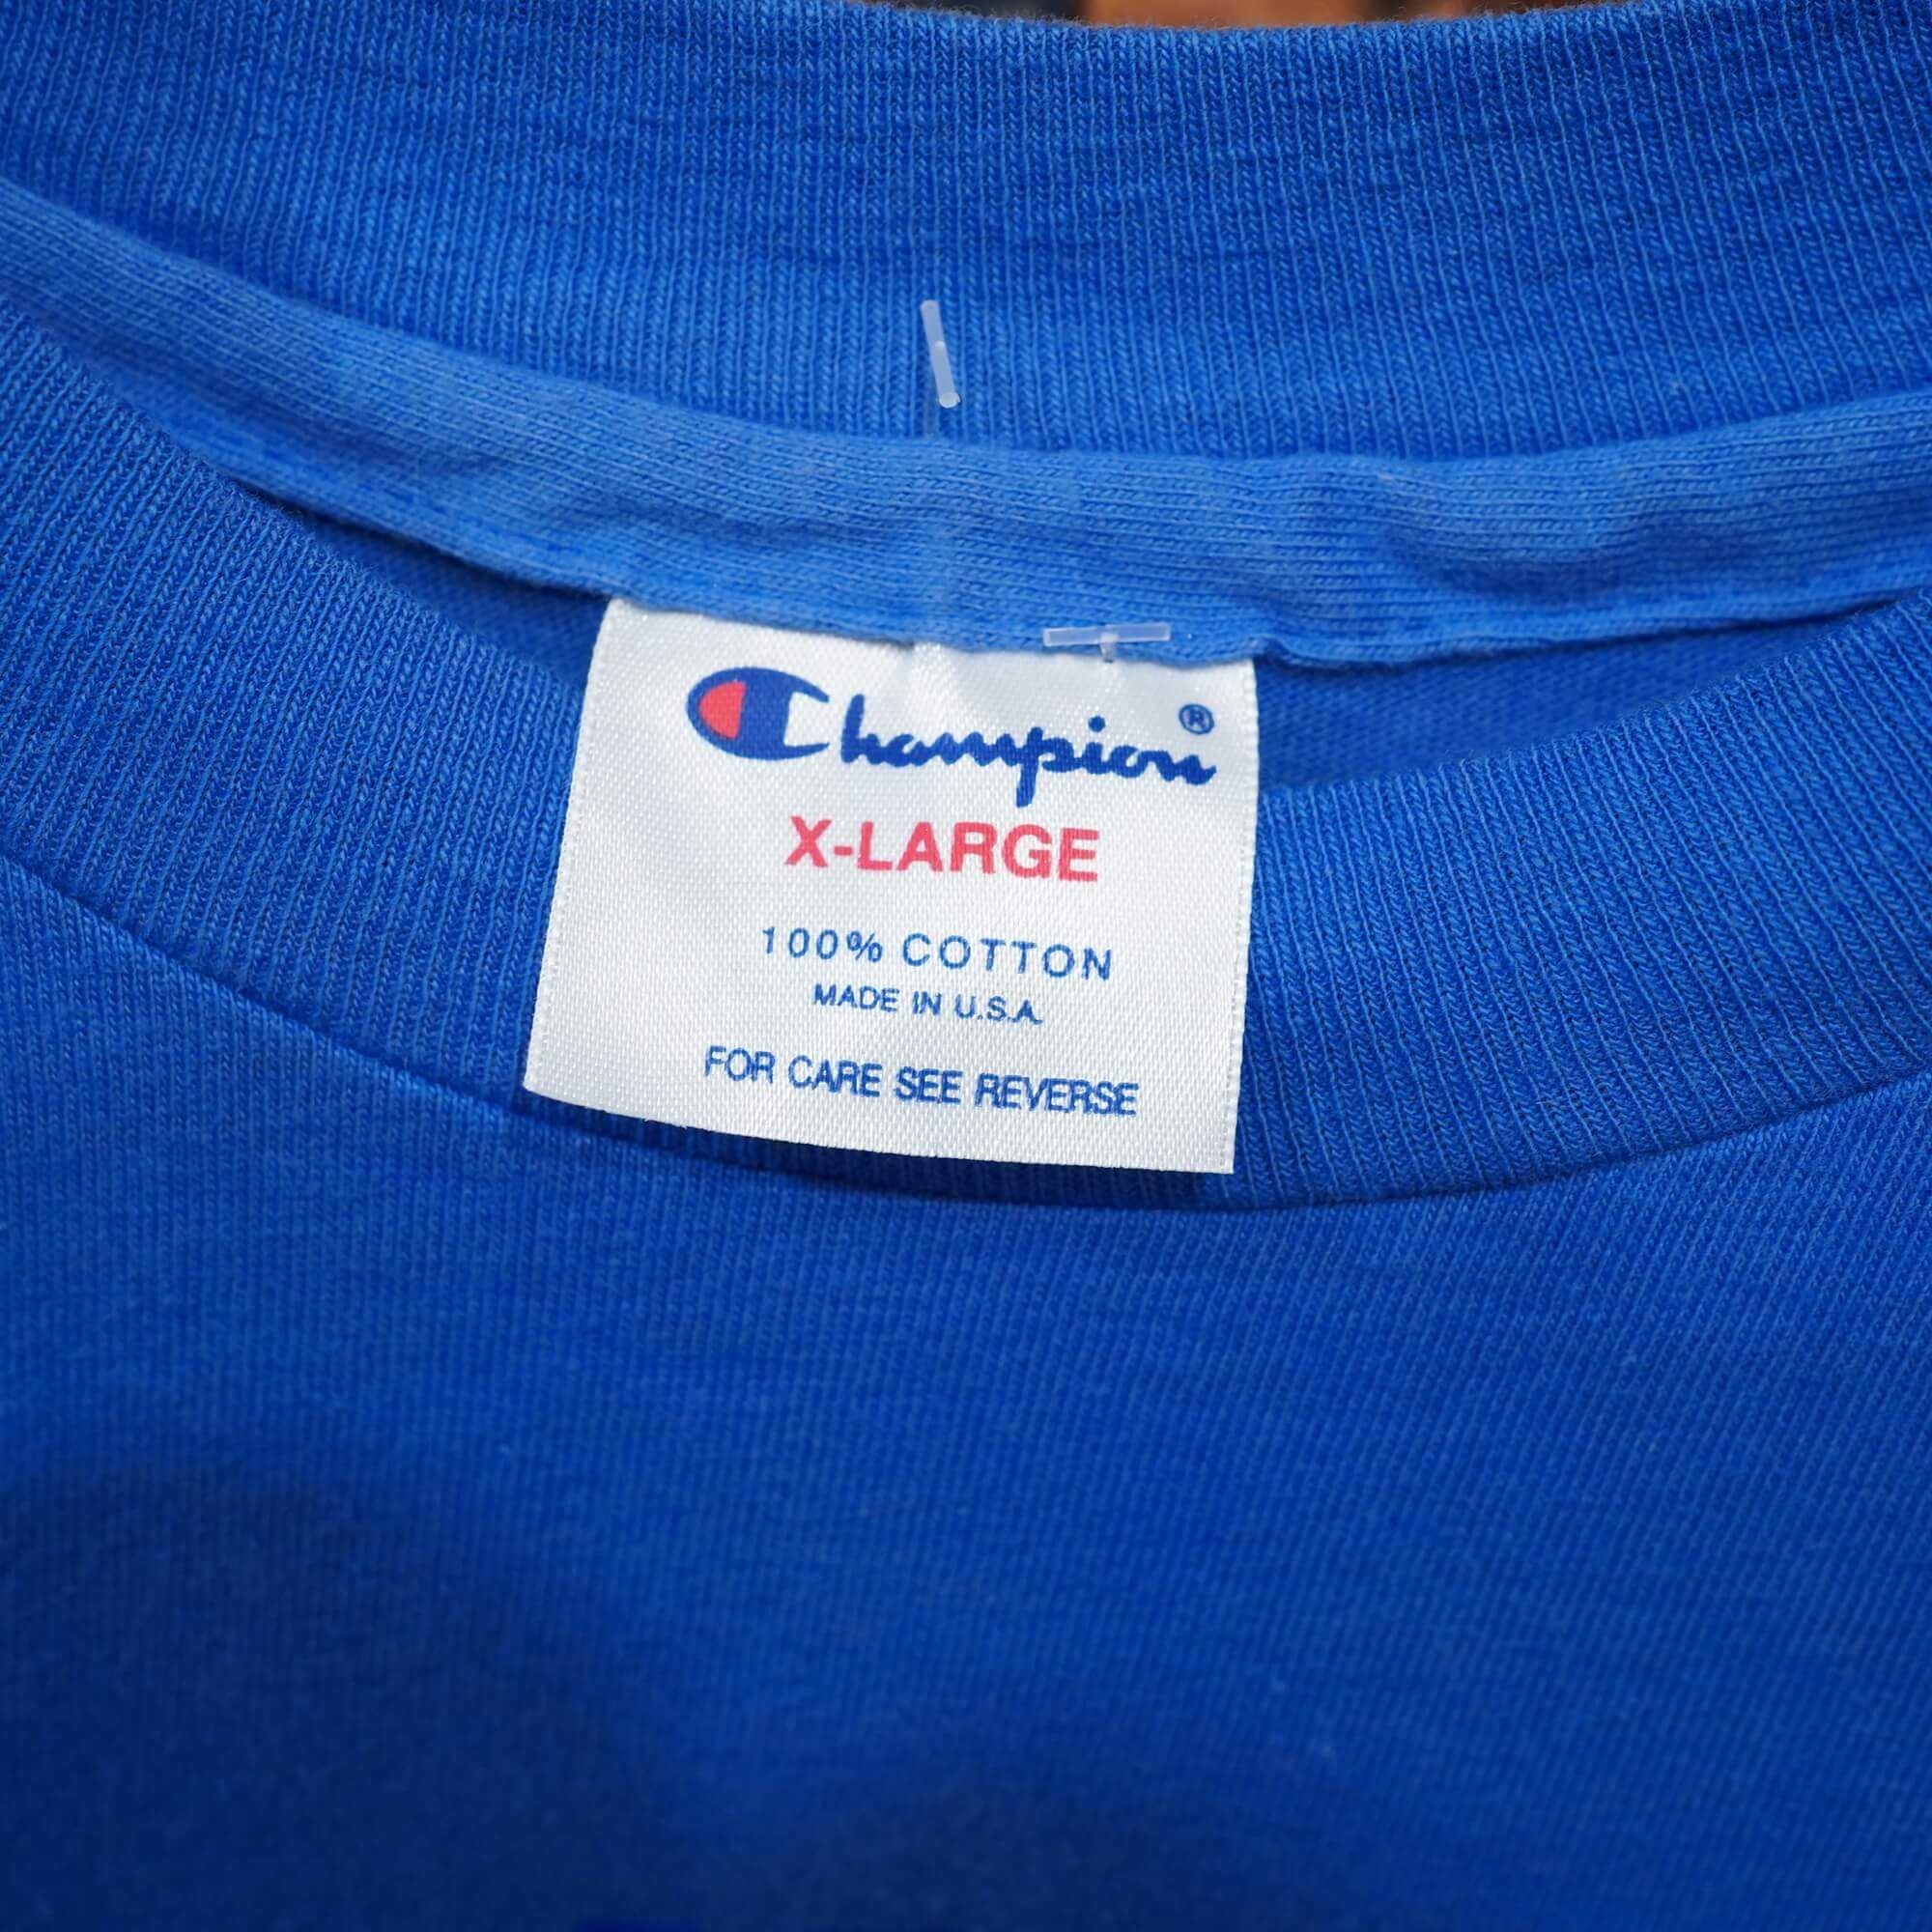 Champion®
X-LARGE
100% COTTON
MADE IN U.S.A.
FOR CARE SEE REVERSE